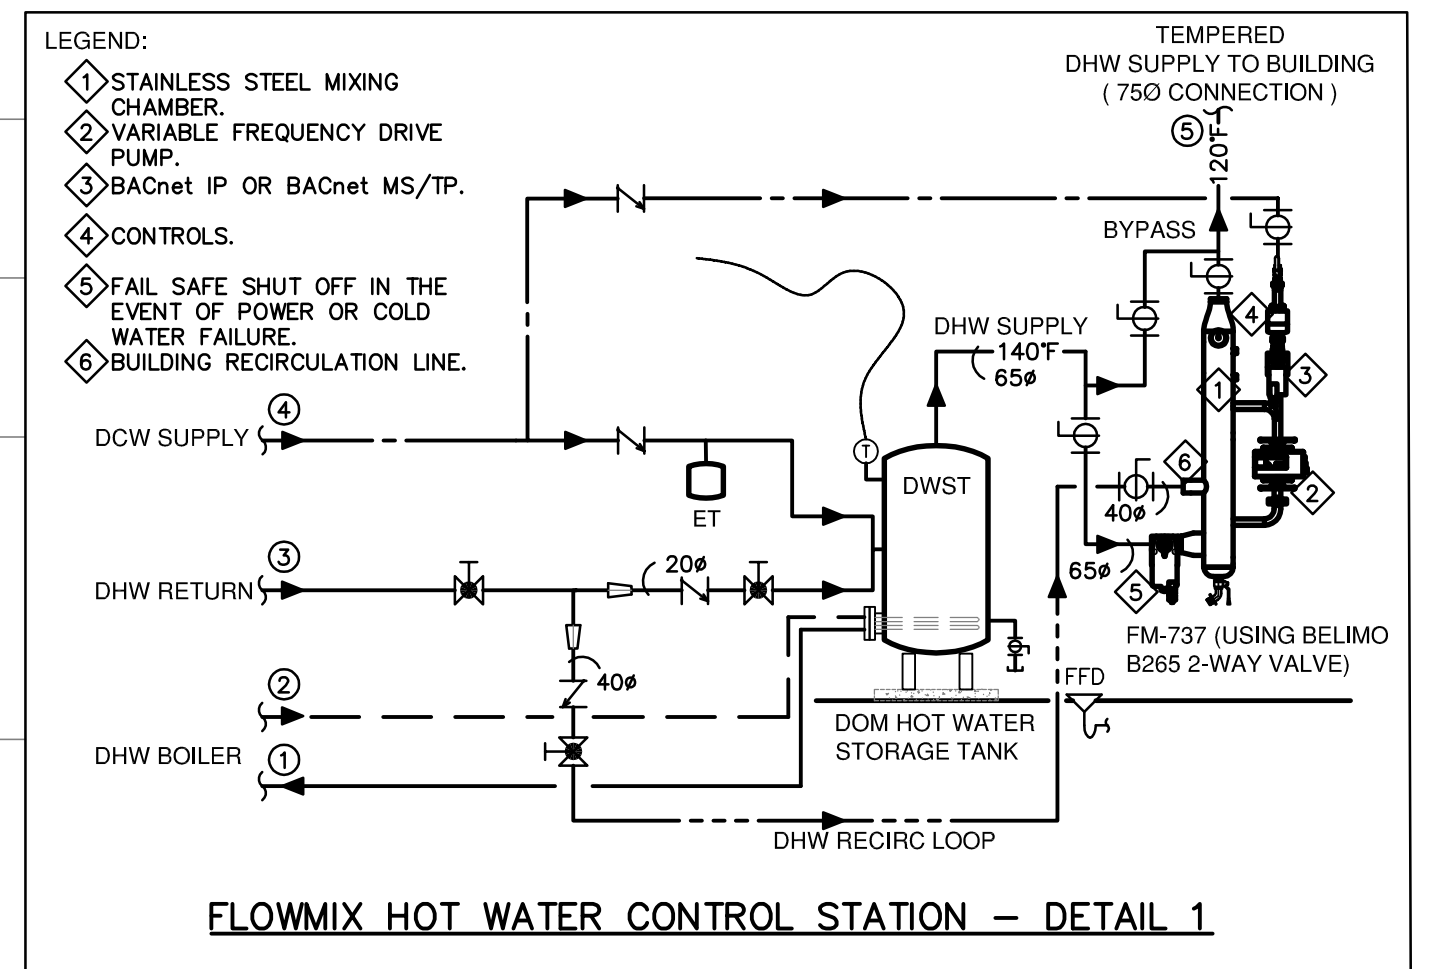 LEGEND:
1 STAINLESS STEEL MIXING
CHAMBER.
2 VARIABLE FREQUENCY DRIVE
PUMP.
3 BACnet IP OR BACnet MS/TP.
4 CONTROLS.
5 FAIL SAFE SHUT OFF IN THE
EVENT OF POWER OR COLD
WATER FAILURE.
6 BUILDING RECIRCULATION LINE.
TEMPERED
DHW SUPPLY TO BUILDING
( 75Ø CONNECTION )
5
120°F
BYPASS
DHW SUPPLY
140°F
65ø
4
3
1
2
6
40ø
65ø
5
FM-737 (USING BELIMO
B265 2-WAY VALVE)
4
DCW SUPPLY
ET
T
DWST
3
DHW RETURN
20ø
40ø
2
DHW BOILER
1
FFD
DOM HOT WATER
STORAGE TANK
DHW RECIRC LOOP
FLOWMIX HOT WATER CONTROL STATION - DETAIL 1